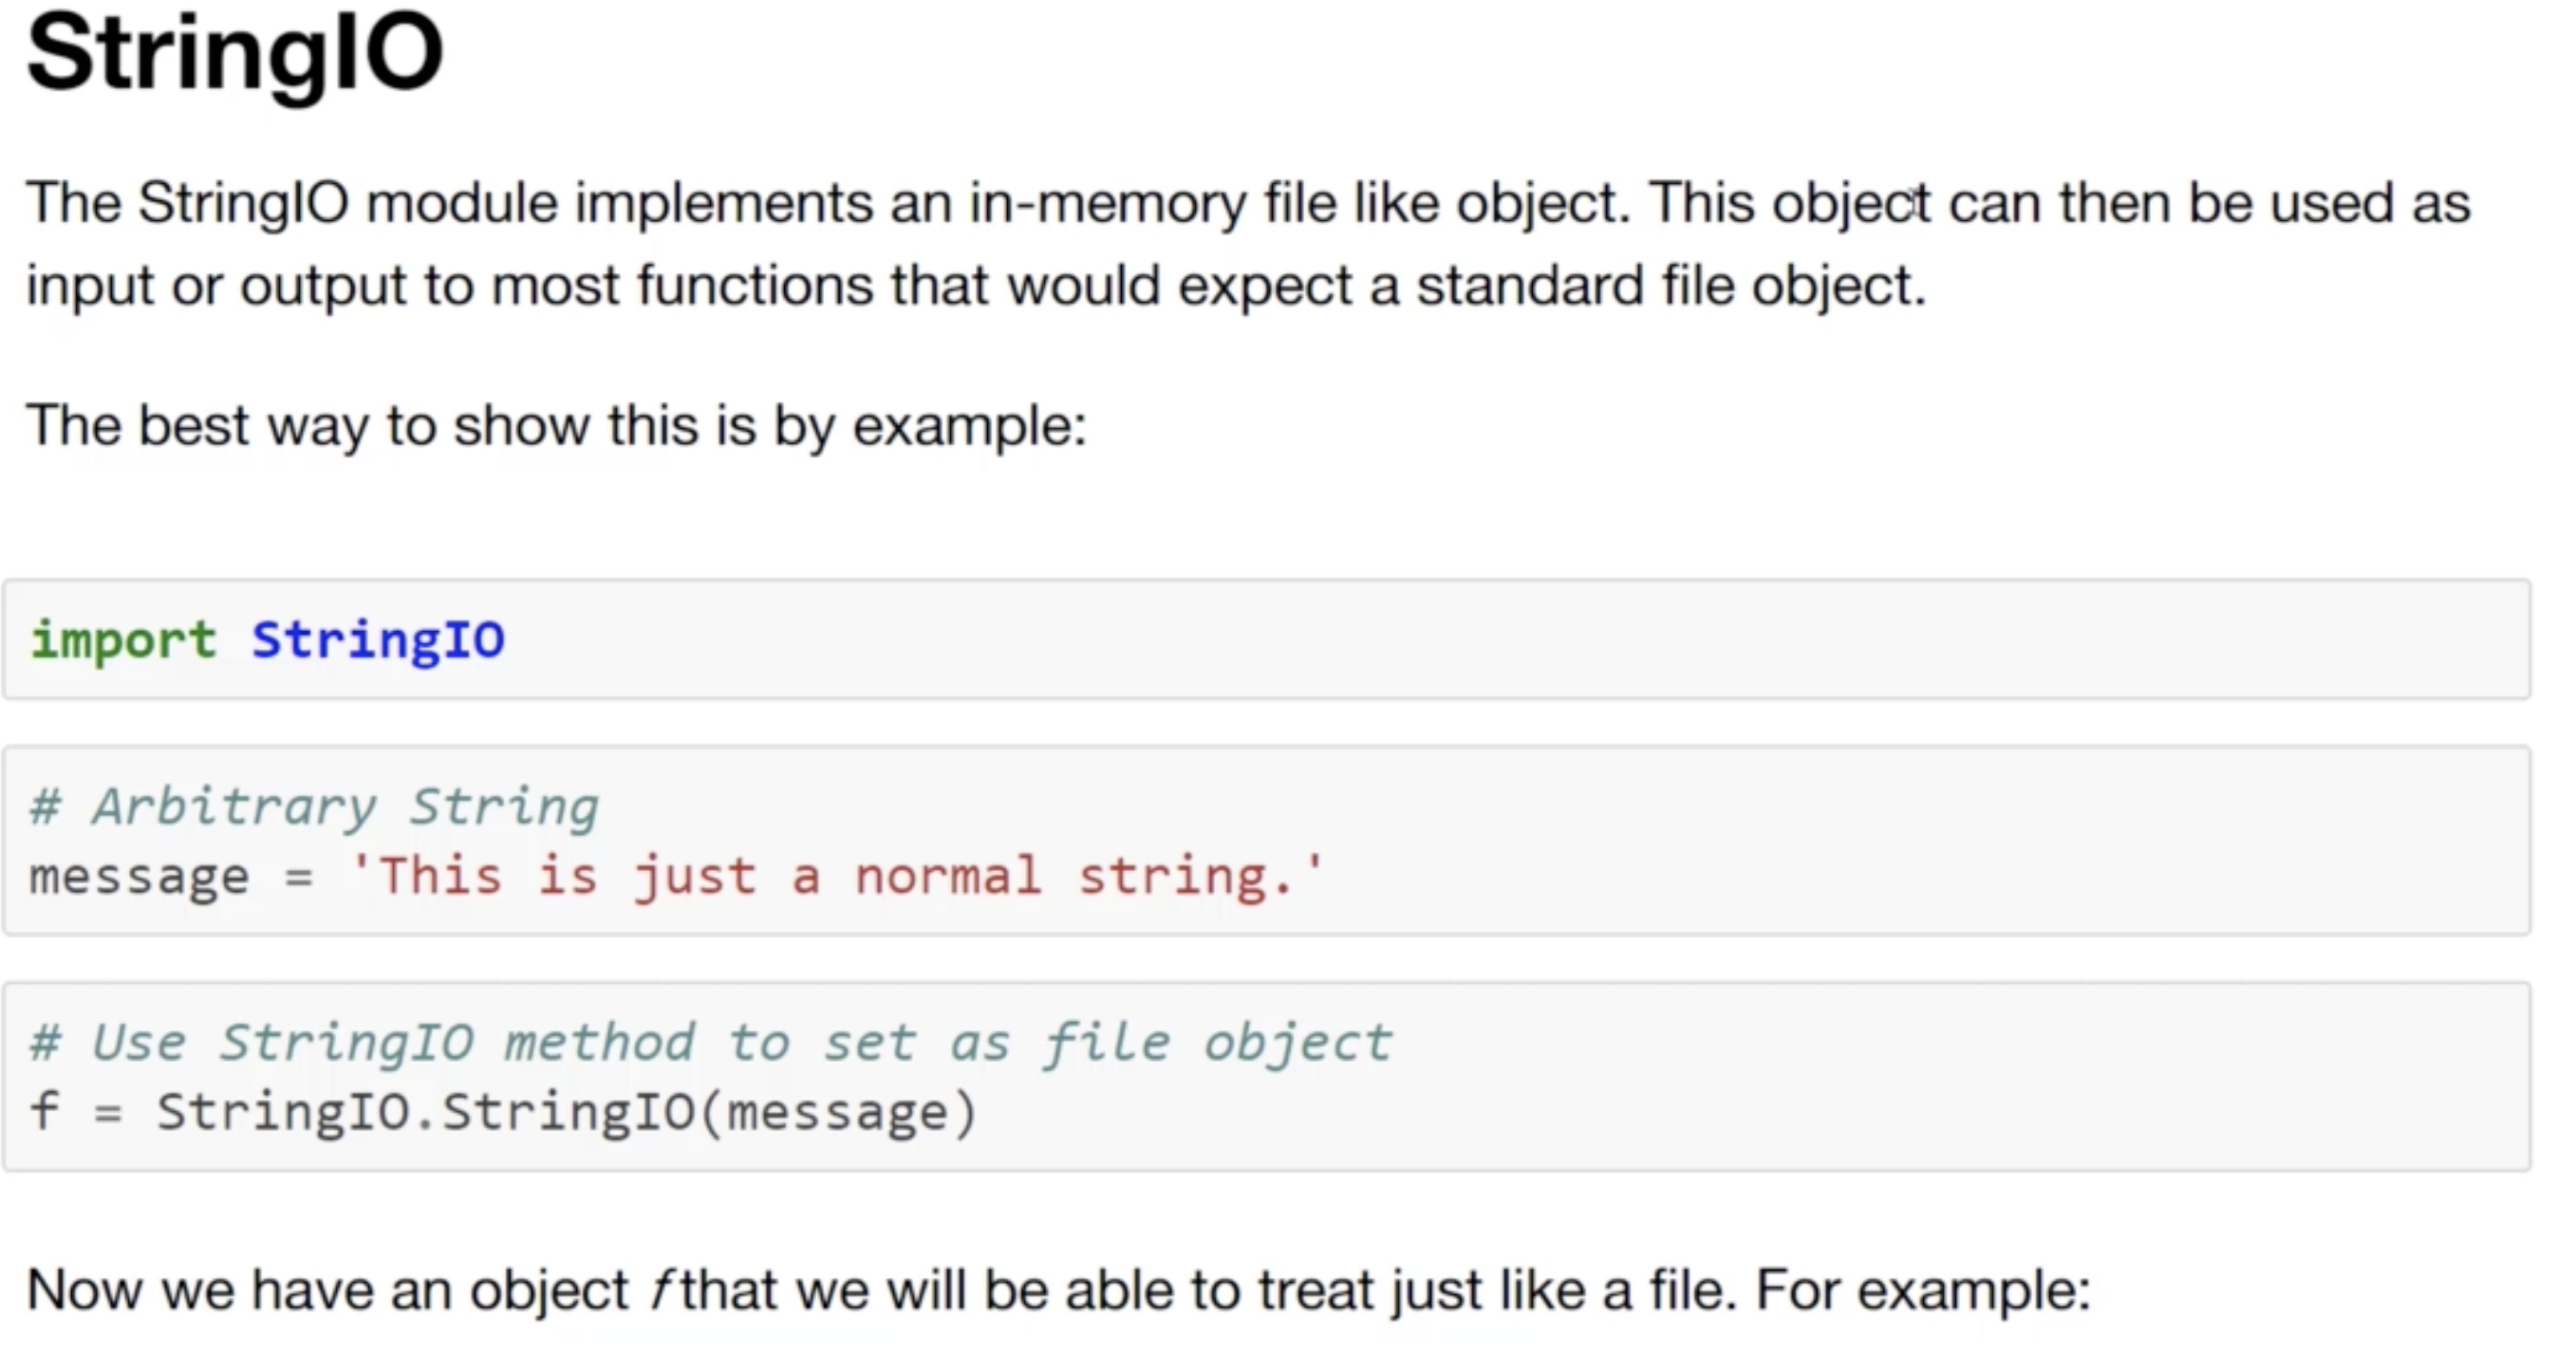 StringIO
The StringIO module implements an in-memory file like object. This object can then be used as
input or output to most functions that would expect a standard file object.
The best way to show this is by example:
import StringIO
# Arbitrary String
message = 'This is just a normal string.'
# Use StringIO method to set as file object
f = StringIO.StringIO(message)
Now we have an object f that we will be able to treat just like a file. For example: